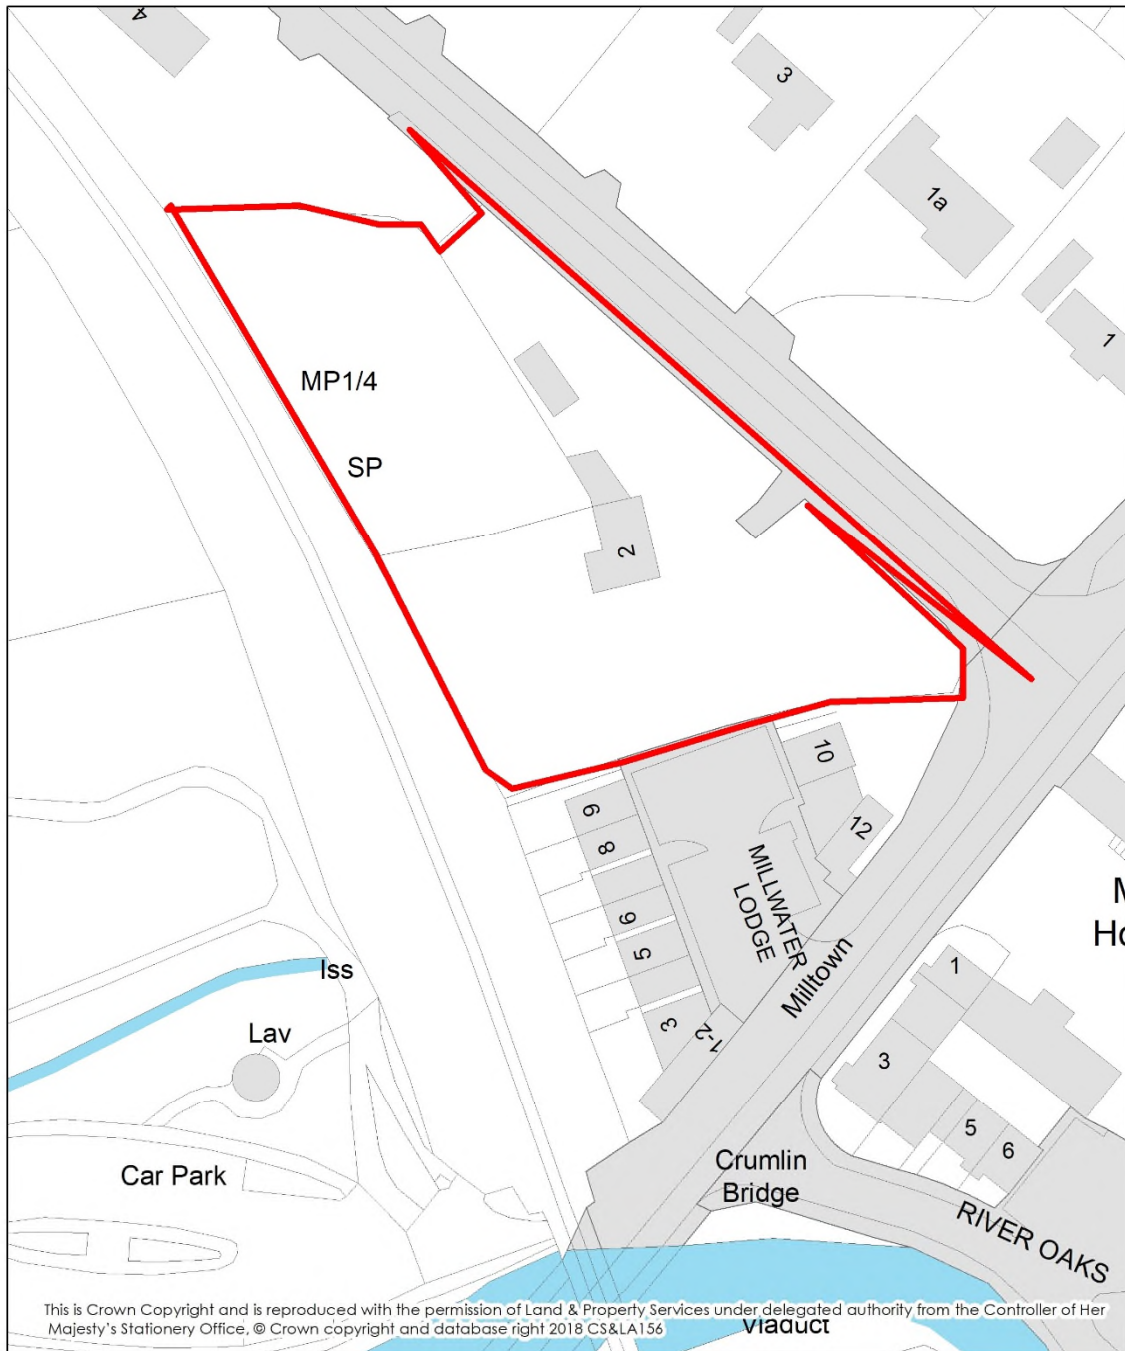 4
3
1a
1
MP1/4
SP
2
10
9
8
12
MILLWATER
LODGE
6
5
3
1-2
Milltown
M
Ho
1
3
5
6
Iss
Lav
Car Park
Crumlin
Bridge
RIVER OAKS
Viaduct
This is Crown Copyright and is reproduced with the permission of Land & Property Services under delegated authority from the Controller of Her
Majesty's Stationery Office, © Crown copyright and database right 2018 CS&LA156